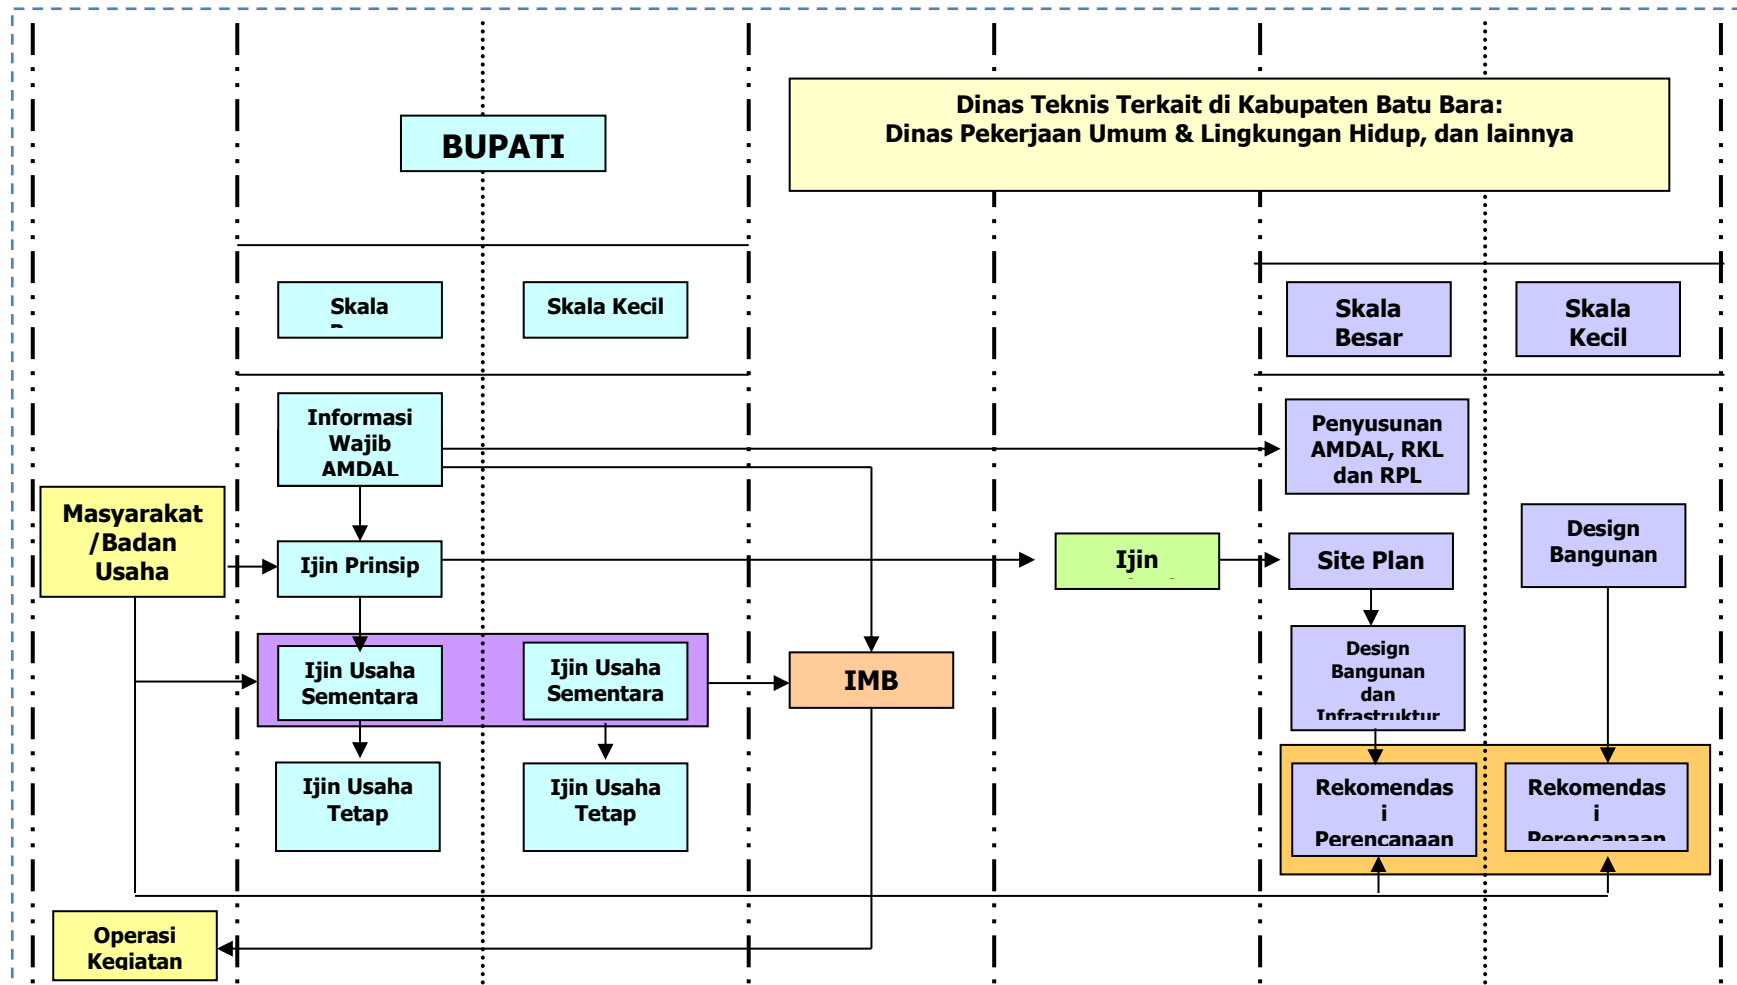 Dinas Teknis Terkait di Kabupaten Batu Bara:
Dinas Pekerjaan Umum & Lingkungan Hidup, dan lainnya
BUPATI
Skala
Skala Kecil
Skala
Besar
Skala
Kecil
Informasi
Wajib
AMDAL
Penyusunan
AMDAL, RKL
dan RPL
Masyarakat
/Badan
Usaha
Ijin Prinsip
Ijin
Site Plan
Design
Bangunan
Ijin Usaha
Sementara
Ijin Usaha
Sementara
IMB
Design
Bangunan
dan
Infrastruktur
Ijin Usaha
Tetap
Ijin Usaha
Tetap
Rekomendas
i
Perencanaan
Rekomendas
i
Perencanaan
Operasi
Kegiatan